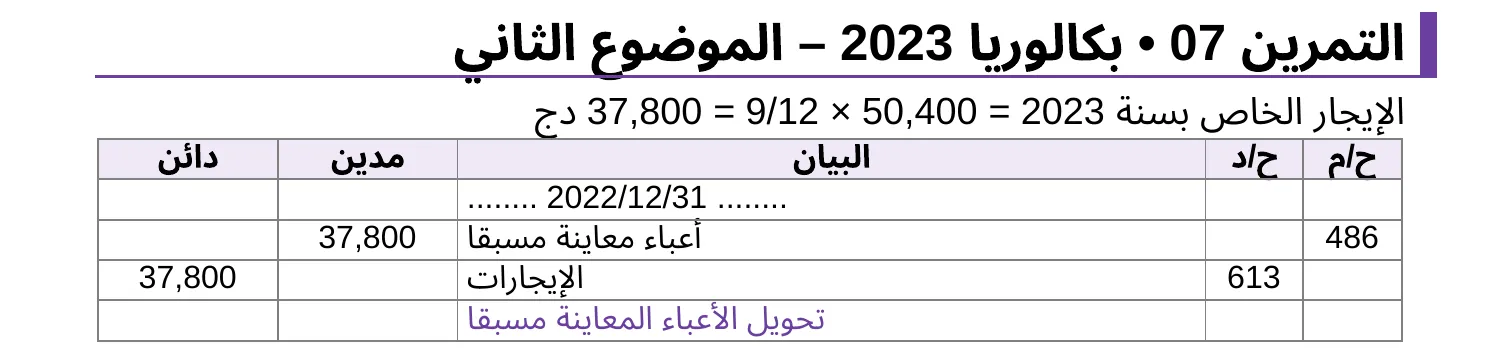 التمرين 07 • بكالوريا 2023 – الموضوع الثاني
الإيجار الخاص بسنة 2023 = 50,400 × 9/12 = 37,800 دج
ح/م ح/د البيان مدين دائن
........ 2022/12/31 ........
486 أعباء معاينة مسبقا 37,800
613 الإيجارات 37,800
تحويل الأعباء المعاينة مسبقا